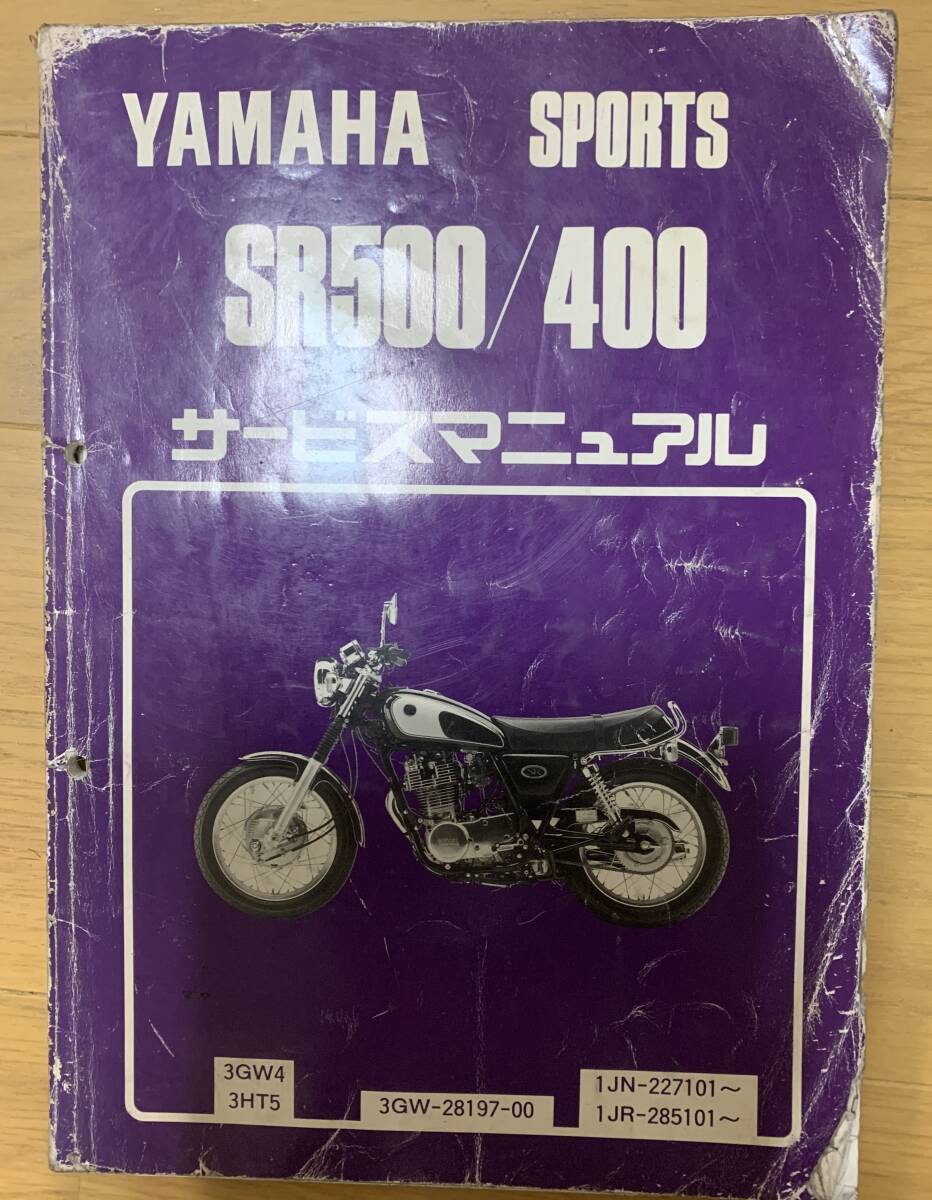 YAMAHA SPORTS
SR500/400
サービスマニュアル
3GW4
3HT5
3GW-28197-00
1JN-227101～
1JR-285101～